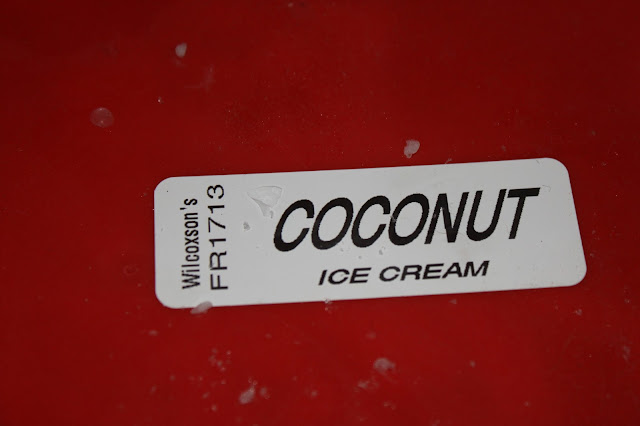 Wilcoxson's
FR1713
COCONUT
ICE CREAM